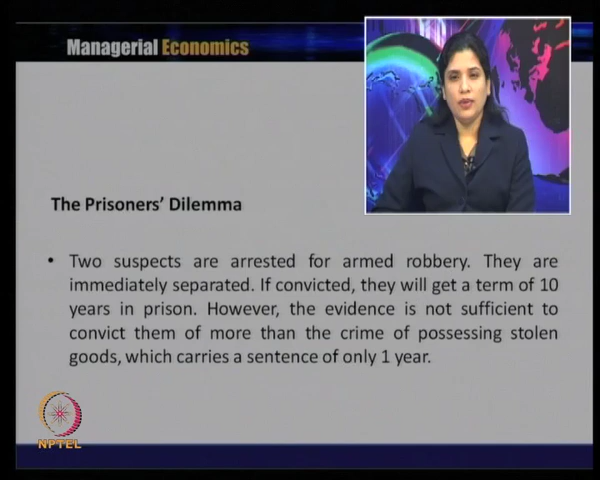 Managerial Economics
The Prisoners’ Dilemma
• Two suspects are arrested for armed robbery. They are
immediately separated. If convicted, they will get a term of 10
years in prison. However, the evidence is not sufficient to
convict them of more than the crime of possessing stolen
goods, which carries a sentence of only 1 year.
NPTEL